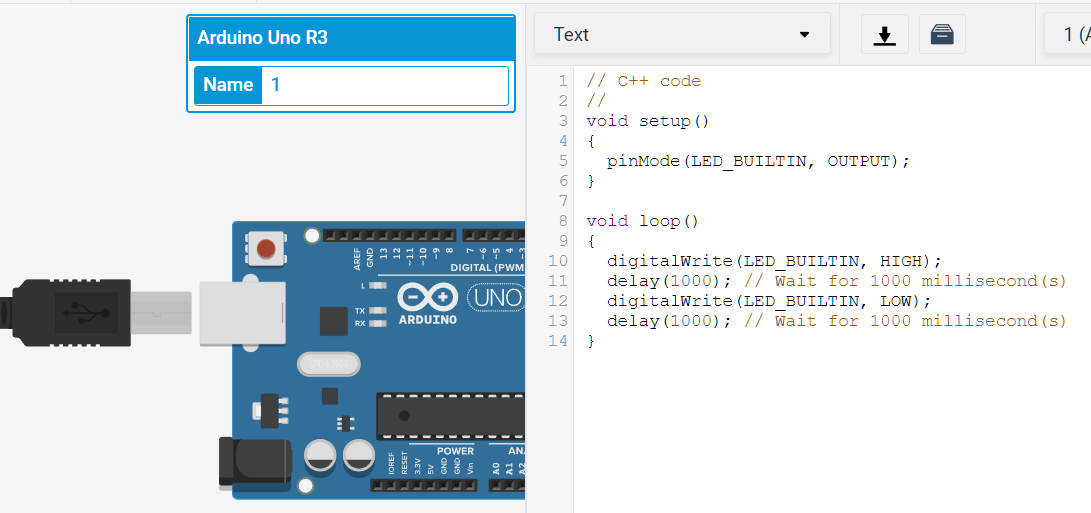 Arduino Uno R3
Name 1
Text
1 (A
1 // C++ code
2 //
3 void setup()
4 {
5 pinMode(LED_BUILTIN, OUTPUT);
6 }
7
8 void loop()
9 {
10 digitalWrite(LED_BUILTIN, HIGH);
11 delay(1000); // Wait for 1000 millisecond(s)
12 digitalWrite(LED_BUILTIN, LOW);
13 delay(1000); // Wait for 1000 millisecond(s)
14 }
AREF GND 13 12 ~11 ~10 ~9 8 7 ~6 ~5 4 ~3
DIGITAL (PWM
L
TX
RX
UNO
ARDUINO
POWER
ANA
IOREF RESET 3.3V 5V GND GND Vin A0 A1 A2